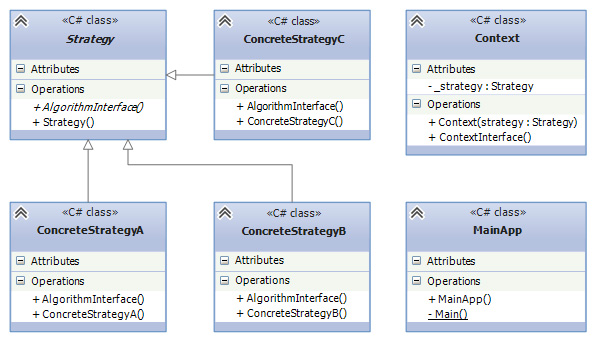 «C# class»
Strategy
Attributes
Operations
+ AlgorithmInterface()
+ Strategy()
«C# class»
ConcreteStrategyC
Attributes
Operations
+ AlgorithmInterface()
+ ConcreteStrategyC()
«C# class»
Context
Attributes
- _strategy : Strategy
Operations
+ Context(strategy : Strategy)
+ ContextInterface()
«C# class»
ConcreteStrategyA
Attributes
Operations
+ AlgorithmInterface()
+ ConcreteStrategyA()
«C# class»
ConcreteStrategyB
Attributes
Operations
+ AlgorithmInterface()
+ ConcreteStrategyB()
«C# class»
MainApp
Attributes
Operations
+ MainApp()
- Main()